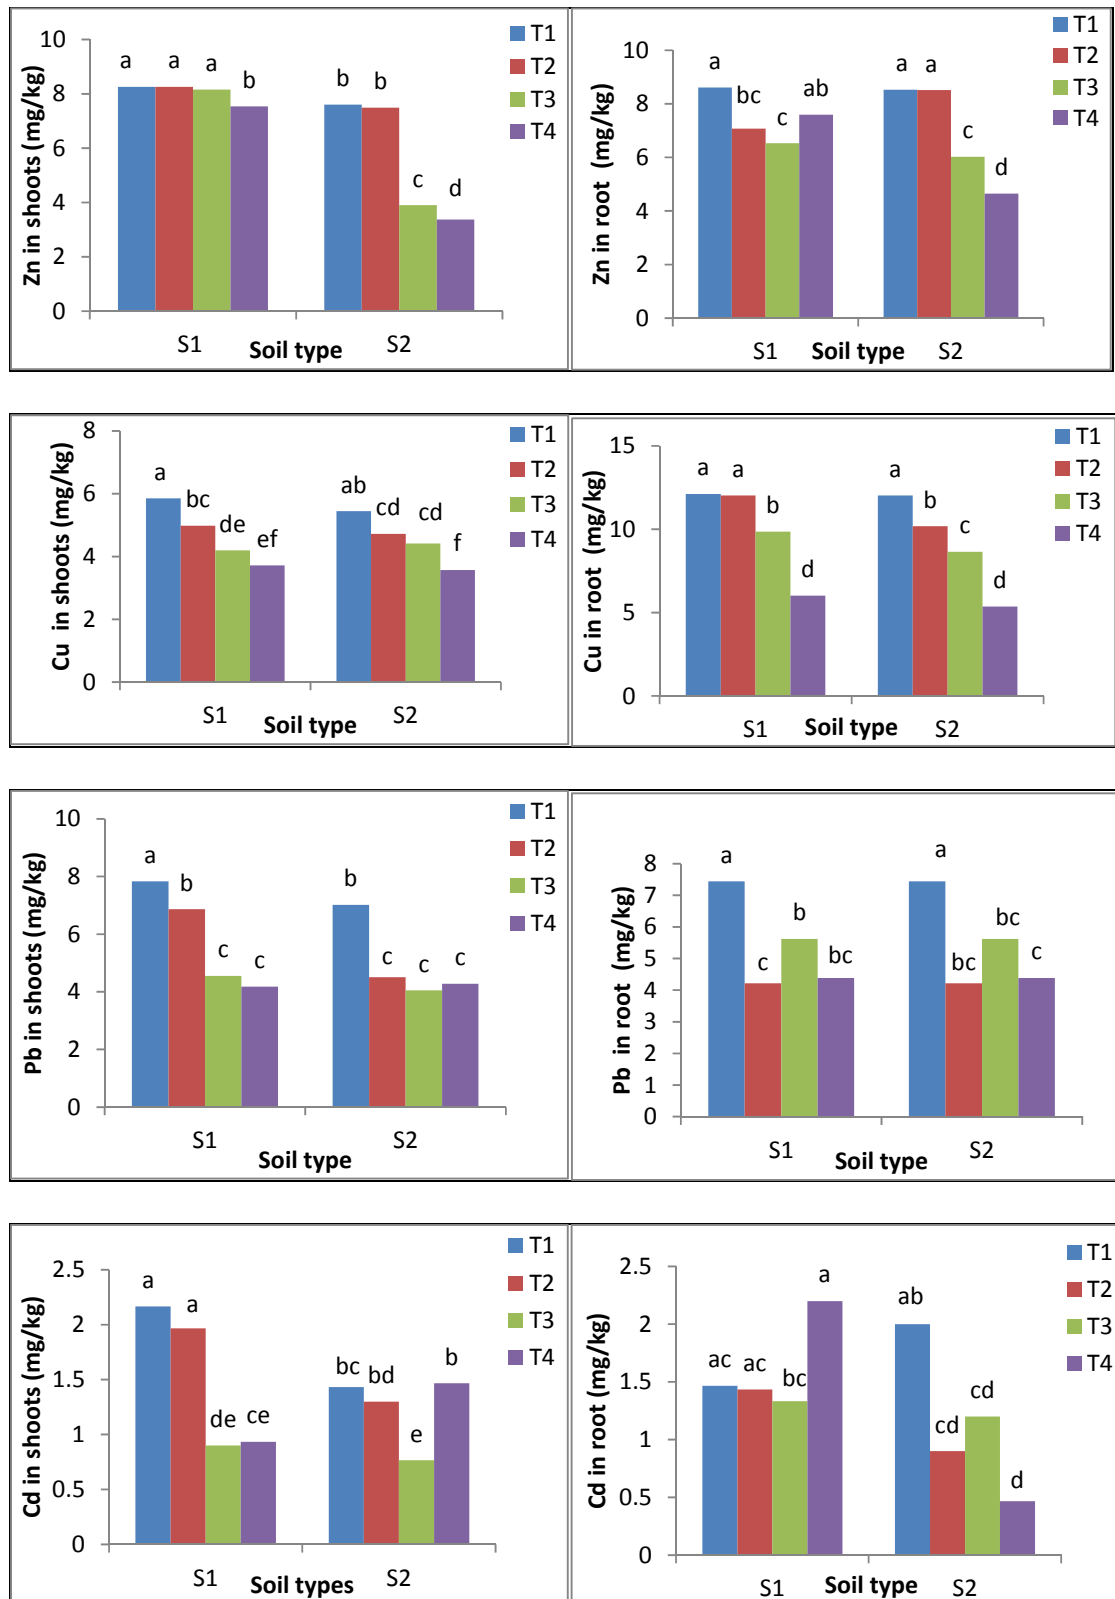 Zn in shoots (mg/kg)
10
8
6
4
2
0
a a a b b b c d
S1 Soil type S2
T1
T2
T3
T4
Zn in root (mg/kg)
10
8
6
4
2
0
a bc c ab a a c d
S1 Soil type S2
T1
T2
T3
T4
Cu in shoots (mg/kg)
8
6
4
2
0
a bc de ef ab cd cd f
S1 Soil type S2
T1
T2
T3
T4
Cu in root (mg/kg)
15
10
5
0
a a b d a b c d
S1 Soil type S2
T1
T2
T3
T4
Pb in shoots (mg/kg)
10
8
6
4
2
0
a b c c b c c c
S1 S2
Soil type
T1
T2
T3
T4
Pb in root (mg/kg)
8
7
6
5
4
3
2
1
0
a c b bc a bc bc c
S1 Soil type S2
T1
T2
T3
T4
Cd in shoots (mg/kg)
2.5
2
1.5
1
0.5
0
a a de ce bc bd e b
S1 Soil types S2
T1
T2
T3
T4
Cd in root (mg/kg)
2.5
2
1.5
1
0.5
0
ac ac bc a ab cd cd d
S1 Soil type S2
T1
T2
T3
T4